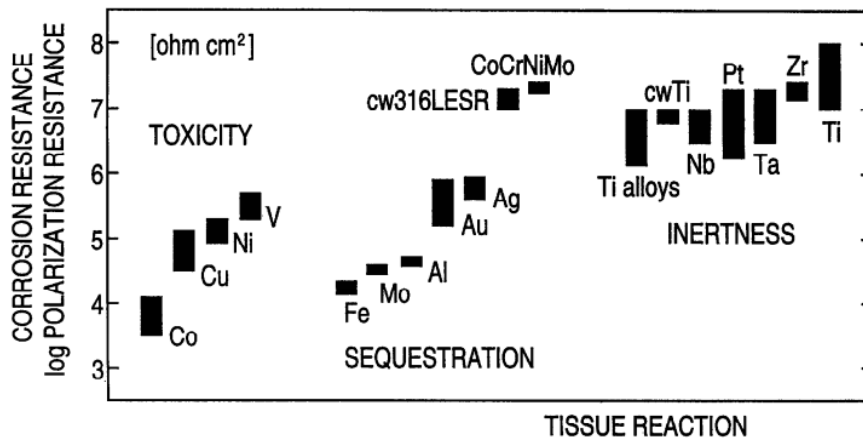 CORROSION RESISTANCE
log POLARIZATION RESISTANCE
8
7
6
5
4
3
[ohm cm²]
TOXICITY
Co
Cu
Ni
V
CoCrNiMo
cw316LESR
Fe
Mo
Al
Au
Ag
SEQUESTRATION
Ti alloys
cwTi
Nb
Pt
Ta
Zr
Ti
INERTNESS
TISSUE REACTION